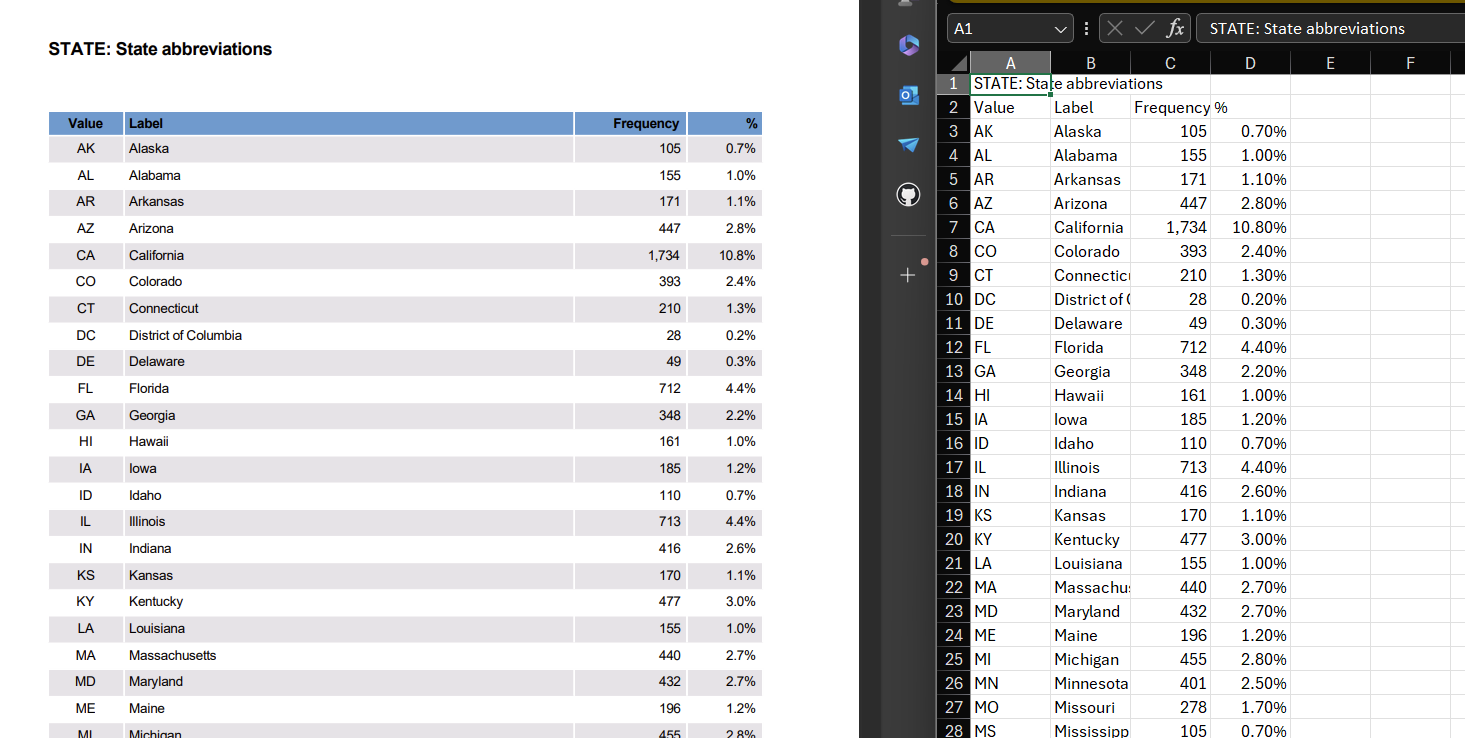 STATE: State abbreviations
Value Label Frequency %
AK Alaska 105 0.7%
AL Alabama 155 1.0%
AR Arkansas 171 1.1%
AZ Arizona 447 2.8%
CA California 1,734 10.8%
CO Colorado 393 2.4%
CT Connecticut 210 1.3%
DC District of Columbia 28 0.2%
DE Delaware 49 0.3%
FL Florida 712 4.4%
GA Georgia 348 2.2%
HI Hawaii 161 1.0%
IA Iowa 185 1.2%
ID Idaho 110 0.7%
IL Illinois 713 4.4%
IN Indiana 416 2.6%
KS Kansas 170 1.1%
KY Kentucky 477 3.0%
LA Louisiana 155 1.0%
MA Massachusetts 440 2.7%
MD Maryland 432 2.7%
ME Maine 196 1.2%
MI Michigan 455 2.8%
A1 fx STATE: State abbreviations
A B C D E F
1 STATE: State abbreviations
2 Value Label Frequency %
3 AK Alaska 105 0.70%
4 AL Alabama 155 1.00%
5 AR Arkansas 171 1.10%
6 AZ Arizona 447 2.80%
7 CA California 1,734 10.80%
8 CO Colorado 393 2.40%
9 CT Connectic 210 1.30%
10 DC District of 28 0.20%
11 DE Delaware 49 0.30%
12 FL Florida 712 4.40%
13 GA Georgia 348 2.20%
14 HI Hawaii 161 1.00%
15 IA Iowa 185 1.20%
16 ID Idaho 110 0.70%
17 IL Illinois 713 4.40%
18 IN Indiana 416 2.60%
19 KS Kansas 170 1.10%
20 KY Kentucky 477 3.00%
21 LA Louisiana 155 1.00%
22 MA Massachu 440 2.70%
23 MD Maryland 432 2.70%
24 ME Maine 196 1.20%
25 MI Michigan 455 2.80%
26 MN Minnesota 401 2.50%
27 MO Missouri 278 1.70%
28 MS Mississipp 105 0.70%